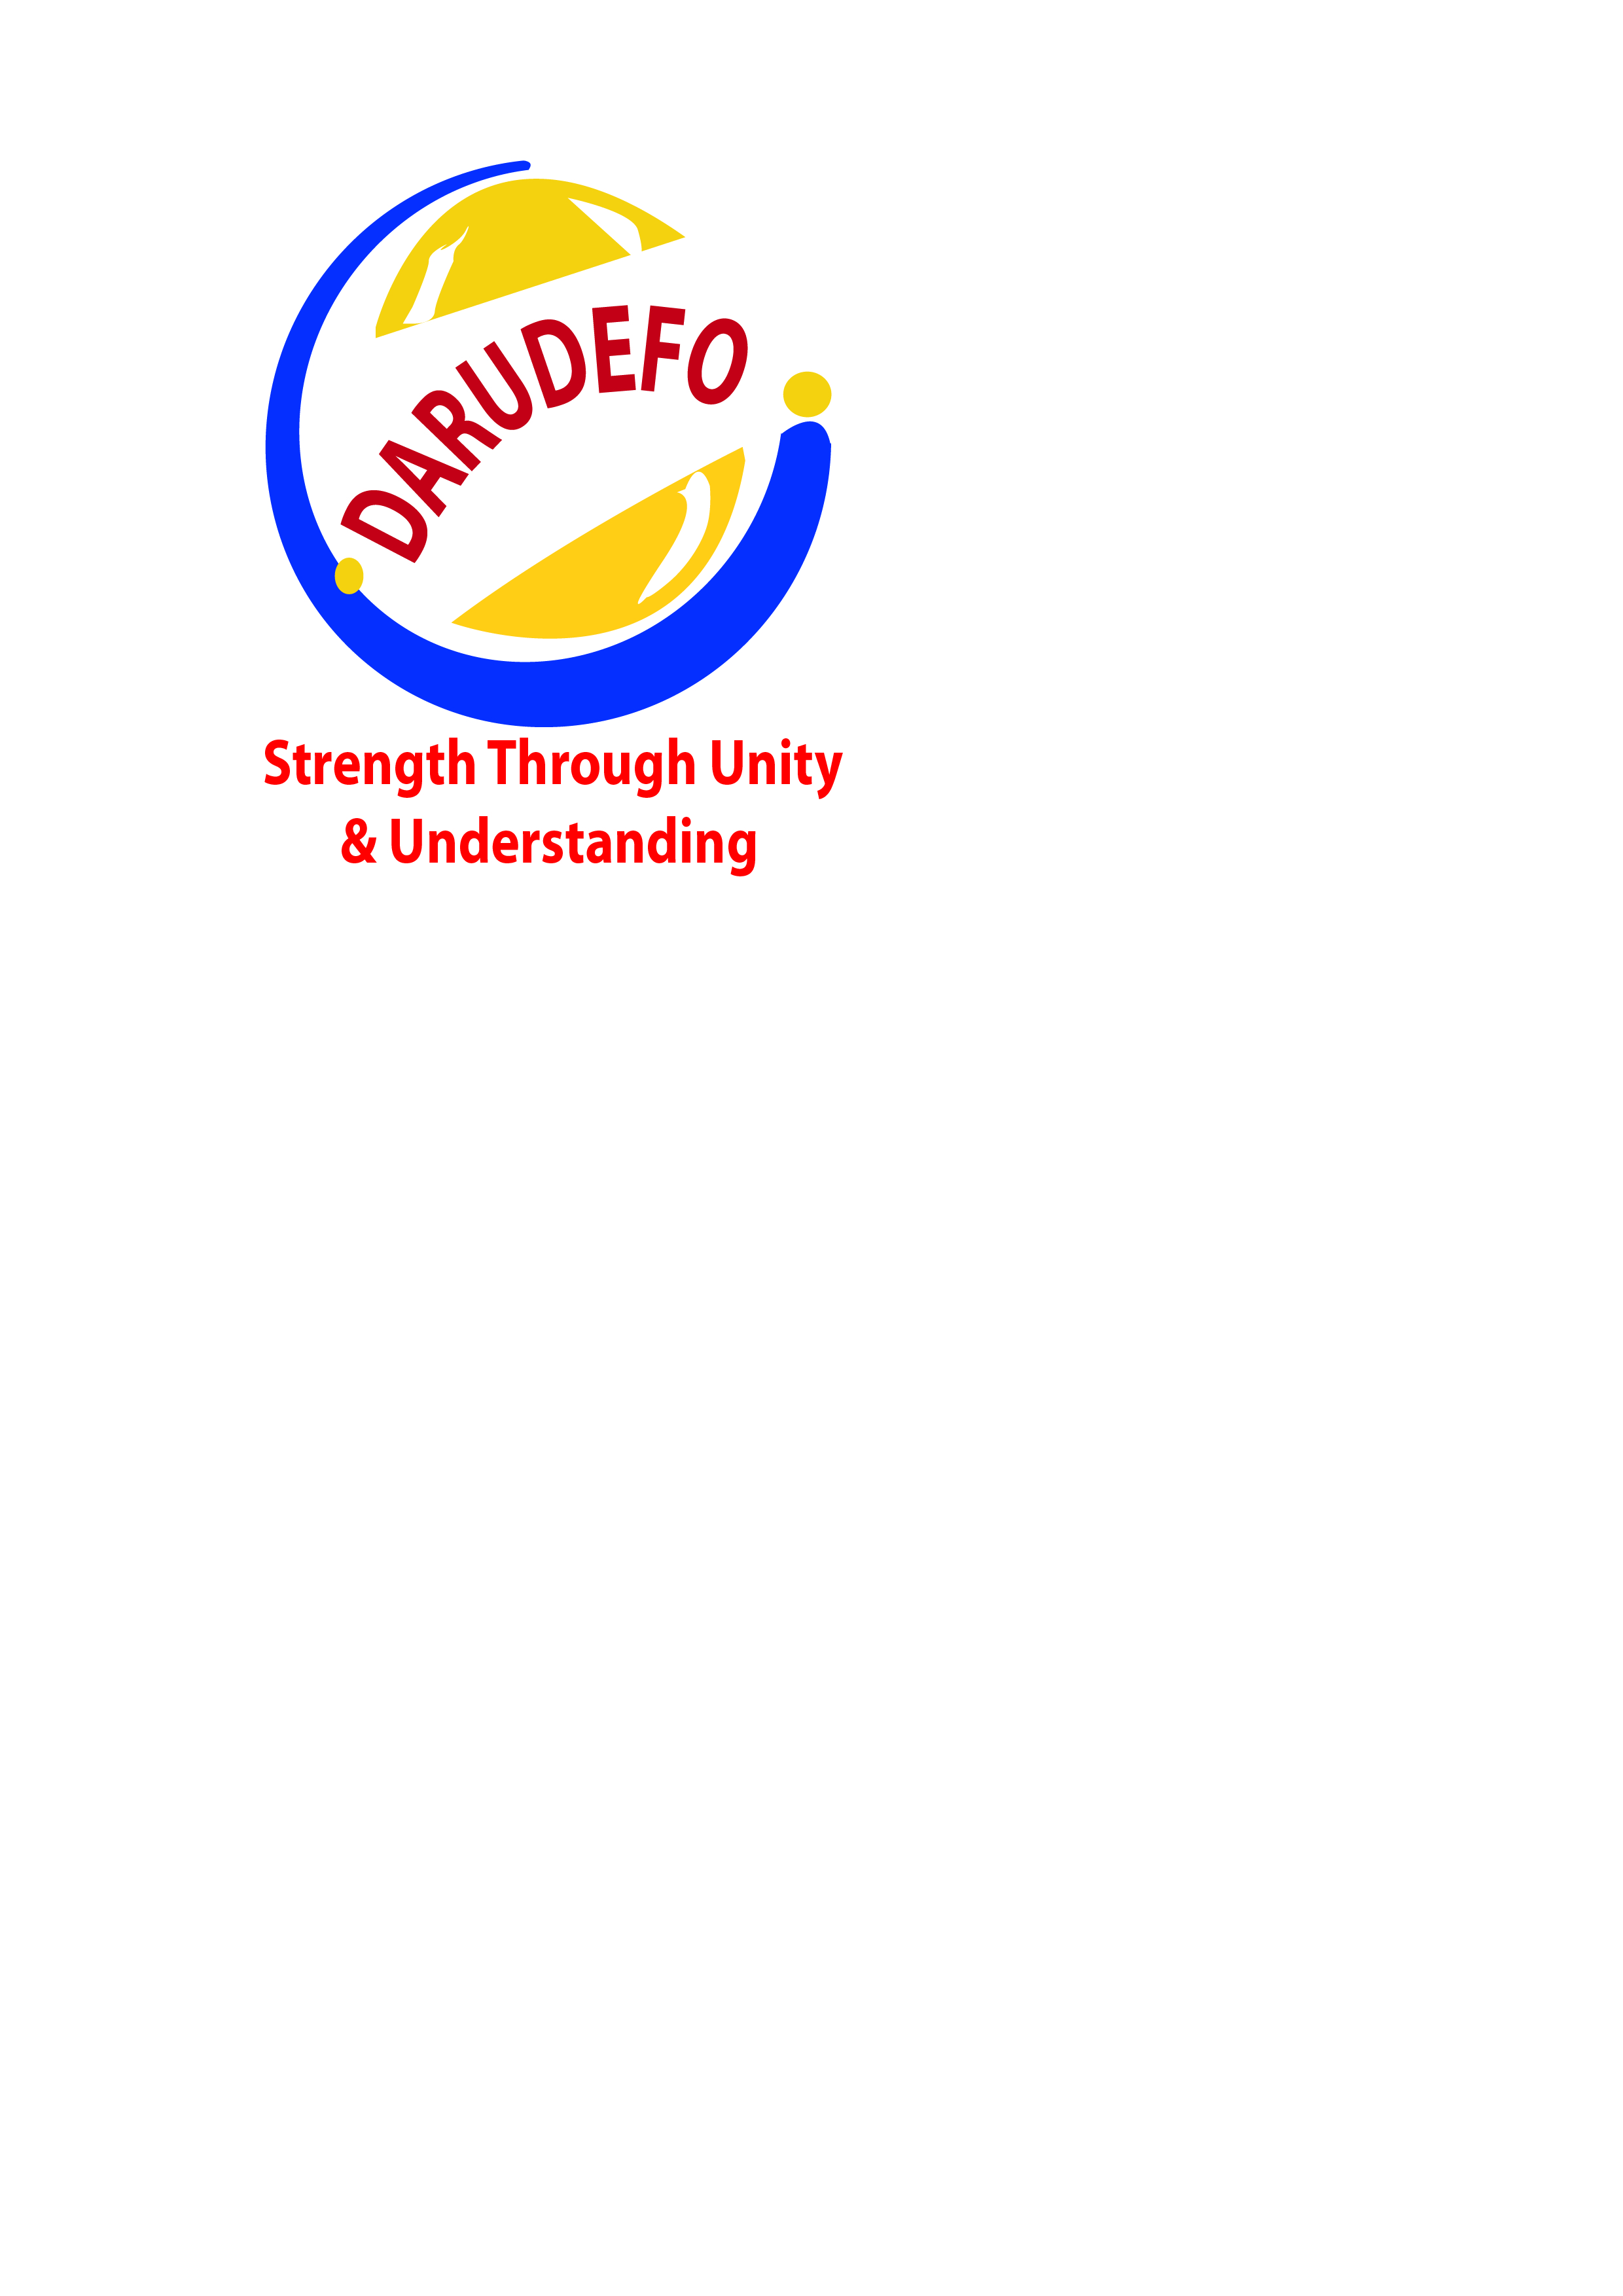 DARUDEFO
Strength Through Unity
& Understanding